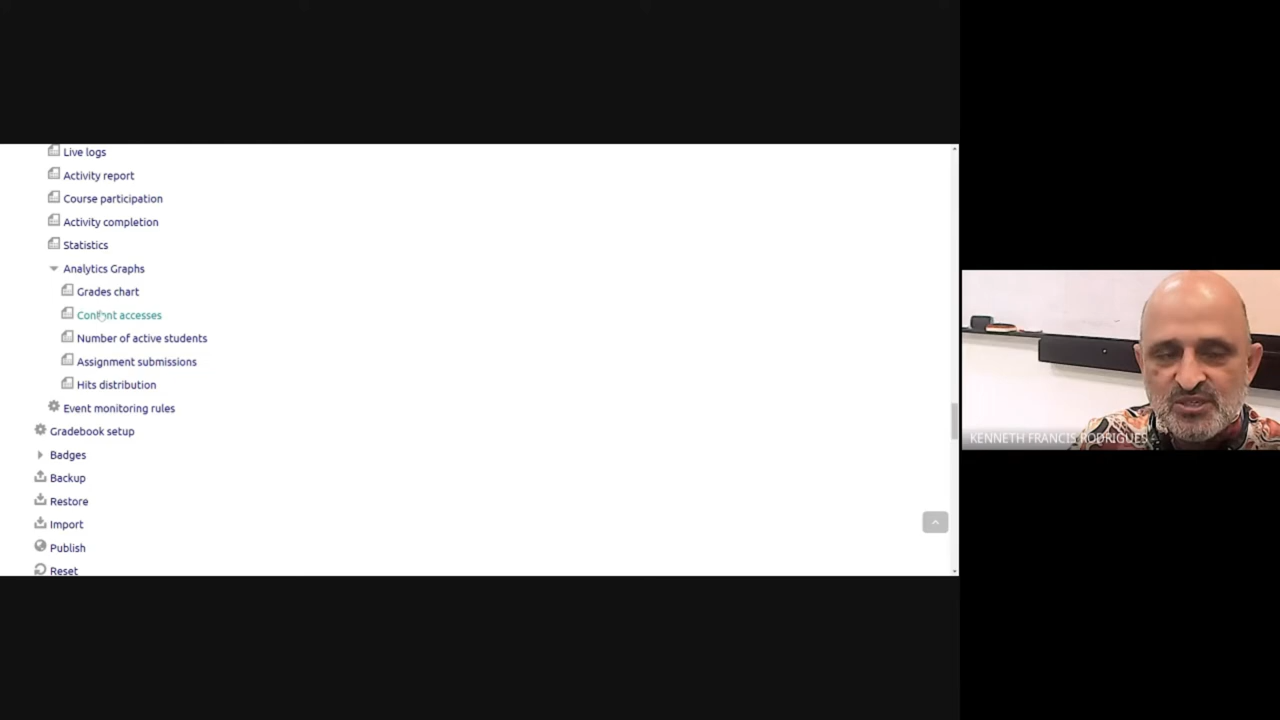 Live logs
Activity report
Course participation
Activity completion
Statistics
Analytics Graphs
Grades chart
Content accesses
Number of active students
Assignment submissions
Hits distribution
Event monitoring rules
Gradebook setup
Badges
Backup
Restore
Import
Publish
Reset
KENNETH FRANCIS RODRIGUES